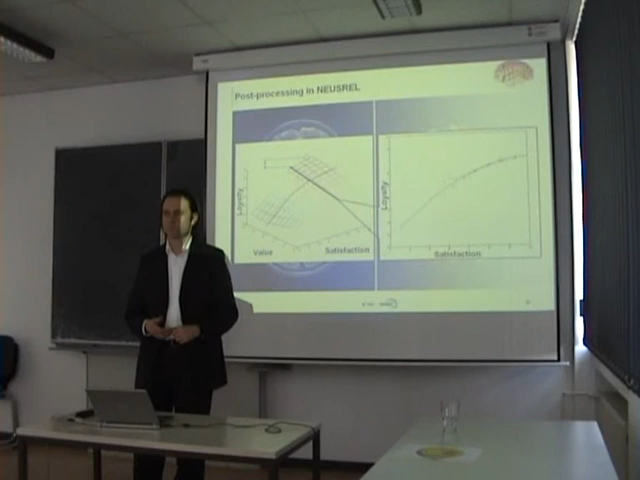 Post-processing in NEUSREL
Loyalty
Value
Satisfaction
Loyalty
Satisfaction